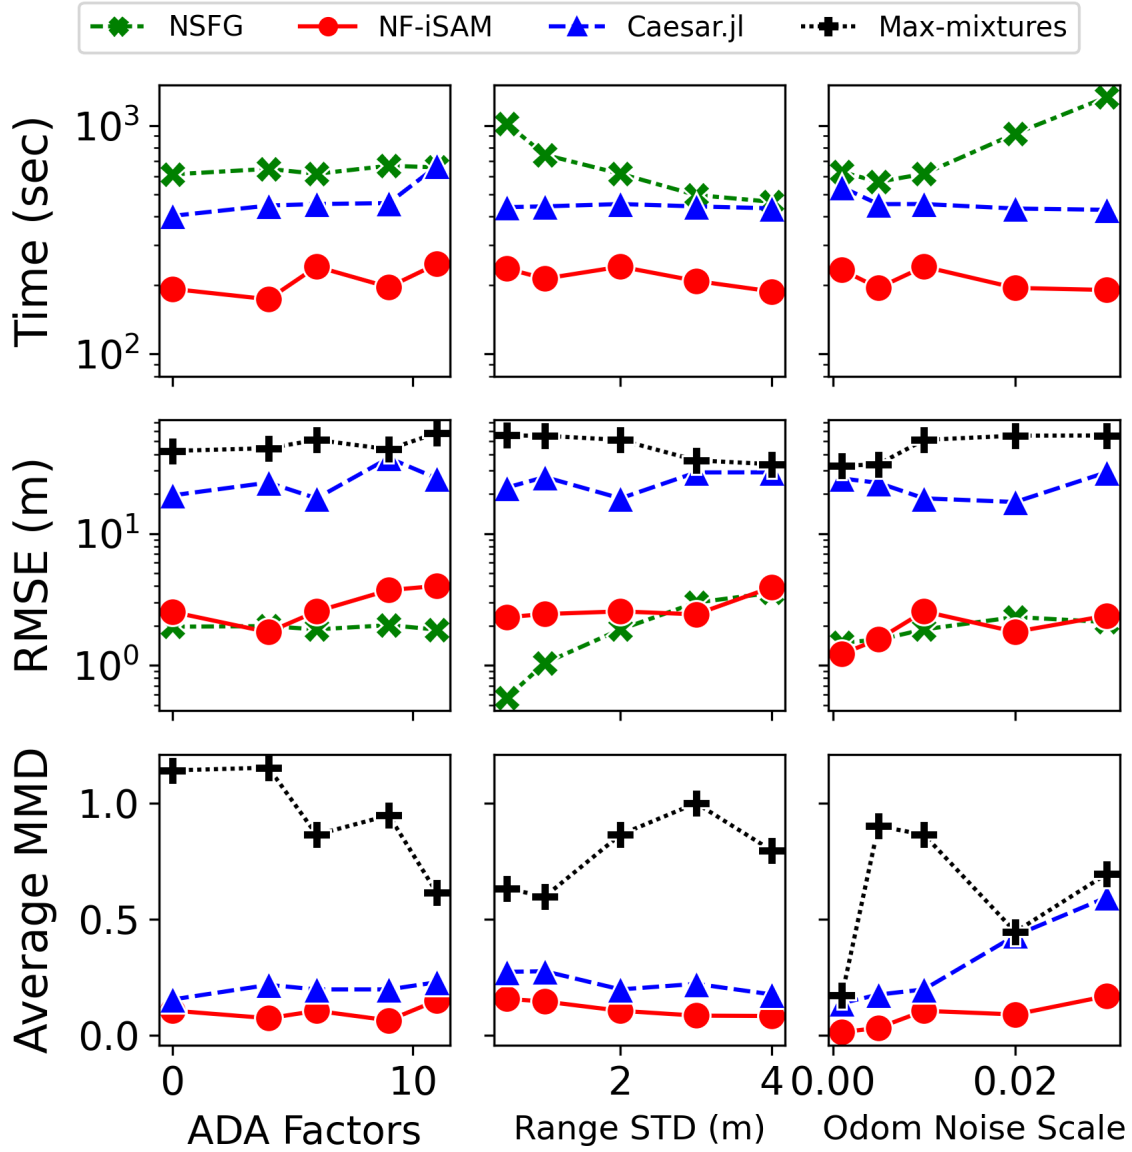 NSFG NF-iSAM Caesar.jl Max-mixtures
Time (sec)
10³
10²
RMSE (m)
10¹
10⁰
Average MMD
1.0
0.5
0.0
0 10 2 4 0.00 0.02
ADA Factors Range STD (m) Odom Noise Scale